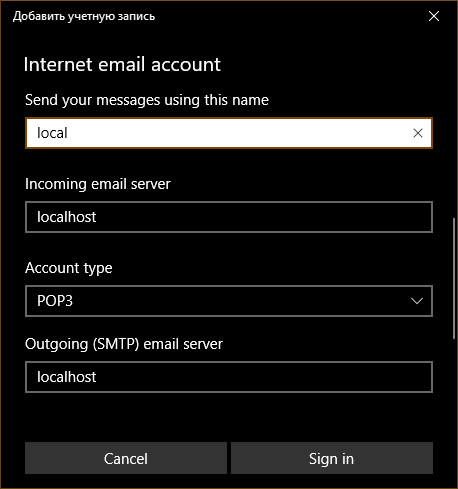 Добавить учетную запись
Internet email account
Send your messages using this name
local
Incoming email server
localhost
Account type
POP3
Outgoing (SMTP) email server
localhost
Cancel
Sign in